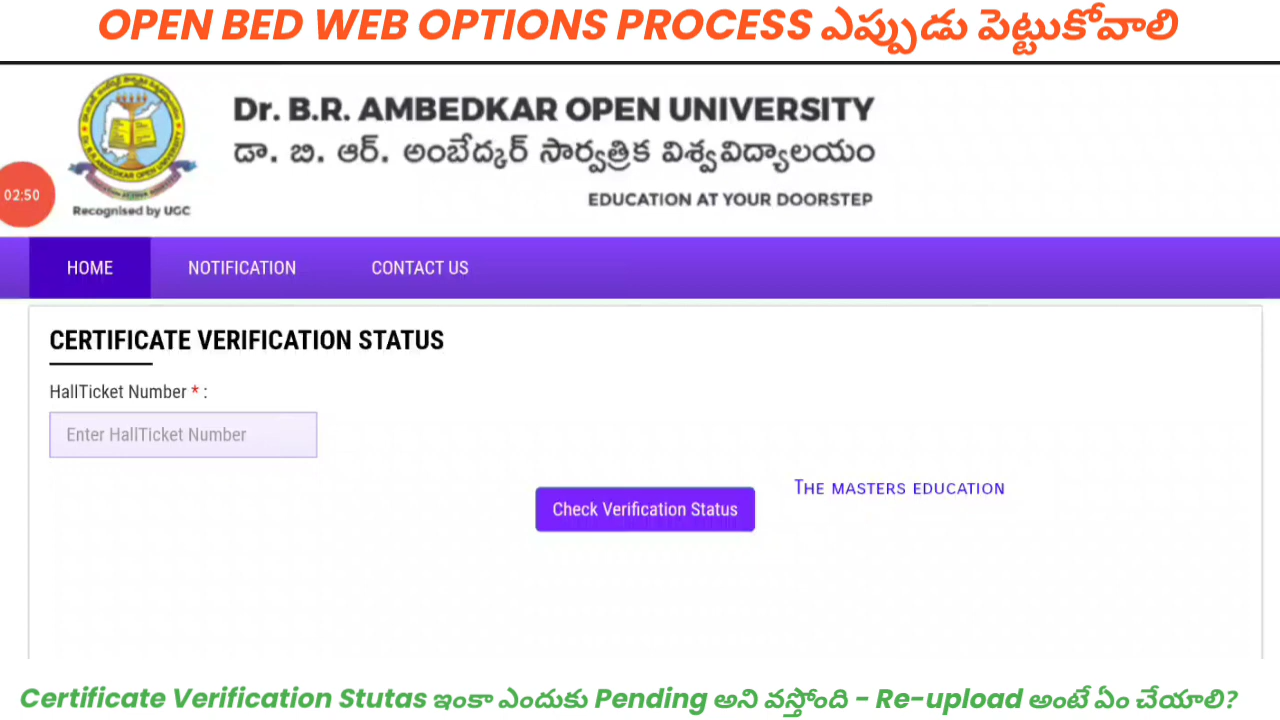 OPEN BED WEB OPTIONS PROCESS ఎప్పుడు పెట్టుకోవాలి
Dr. B.R. AMBEDKAR OPEN UNIVERSITY
డా. బి. ఆర్. అంబేద్కర్ సార్వత్రిక విశ్వవిద్యాలయం
EDUCATION AT YOUR DOORSTEP
02:50
Recognised by UGC
HOME NOTIFICATION CONTACT US
CERTIFICATE VERIFICATION STATUS
HallTicket Number * :
Enter HallTicket Number
THE MASTERS EDUCATION
Check Verification Status
Certificate Verification Stutas ఇంకా ఎందుకు Pending అని వస్తోంది - Re-upload అంటే ఏం చేయాలి?